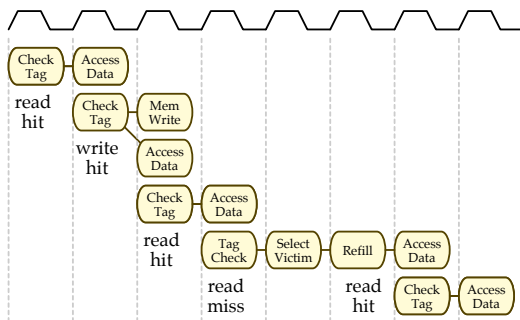 Check
Tag
Access
Data
read
hit
Check
Tag
Mem
Write
write
hit
Access
Data
Check
Tag
Access
Data
read
hit
Tag
Check
Select
Victim
Refill
Access
Data
read
miss
read
hit
Check
Tag
Access
Data